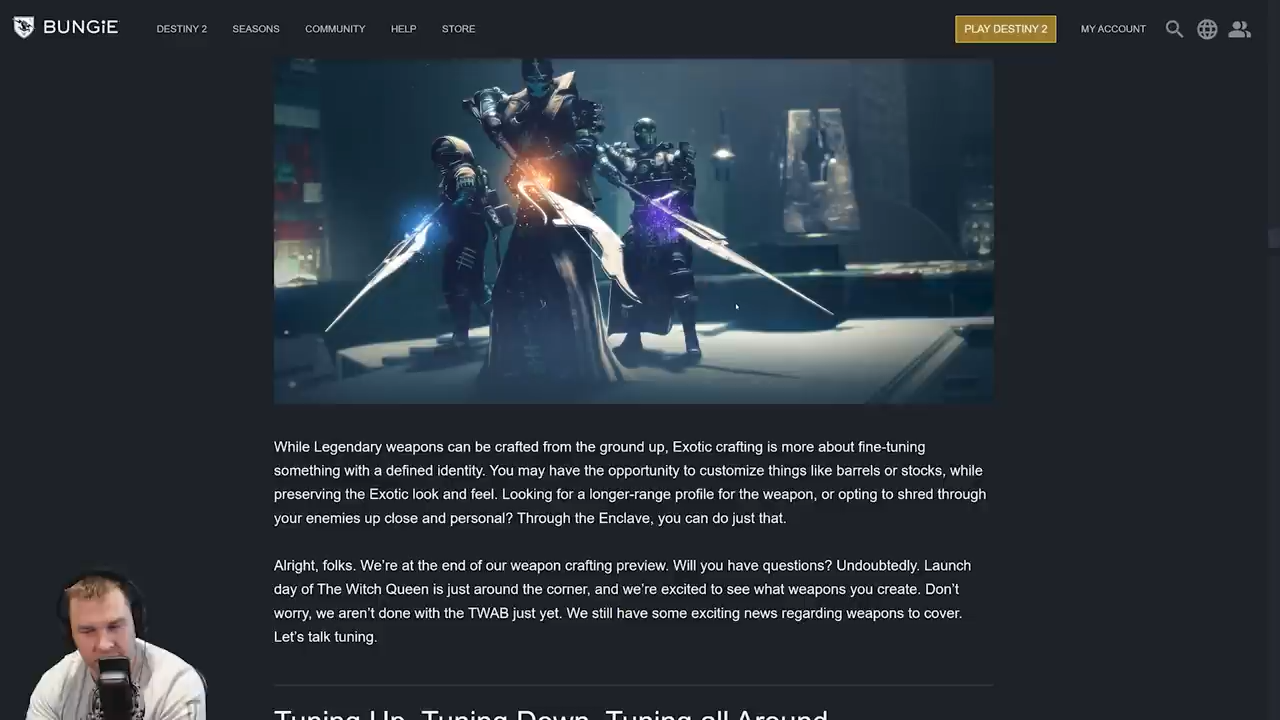 BUNGiE
DESTINY 2
SEASONS
COMMUNITY
HELP
STORE
PLAY DESTINY 2
MY ACCOUNT
While Legendary weapons can be crafted from the ground up, Exotic crafting is more about fine-tuning
something with a defined identity. You may have the opportunity to customize things like barrels or stocks, while
preserving the Exotic look and feel. Looking for a longer-range profile for the weapon, or opting to shred through
your enemies up close and personal? Through the Enclave, you can do just that.
Alright, folks. We’re at the end of our weapon crafting preview. Will you have questions? Undoubtedly. Launch
day of The Witch Queen is just around the corner, and we’re excited to see what weapons you create. Don’t
worry, we aren’t done with the TWAB just yet. We still have some exciting news regarding weapons to cover.
Let’s talk tuning.
Tuning Up, Tuning Down, Tuning all Around